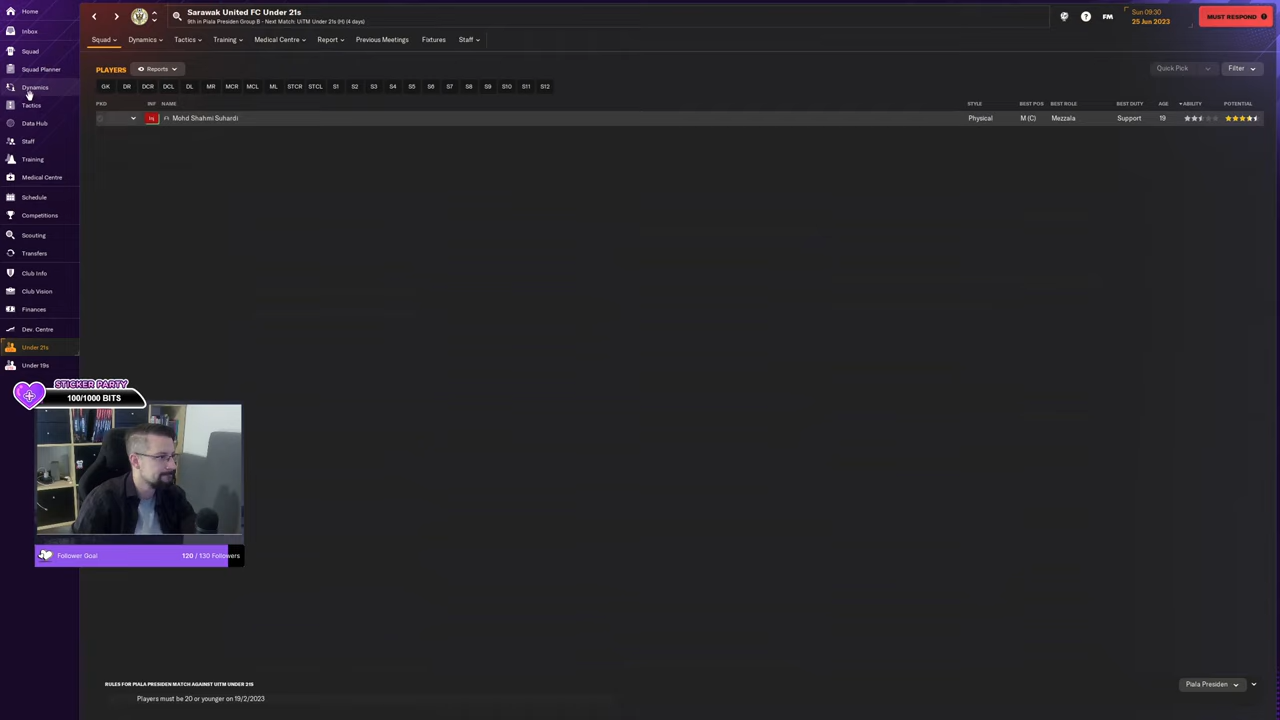 Home
Inbox
Squad
Squad Planner
Dynamics
Tactics
Data Hub
Staff
Training
Medical Centre
Schedule
Competitions
Scouting
Transfers
Club Info
Club Vision
Finances
Dev. Centre
Under 21s
Under 19s
Sarawak United FC Under 21s
9th in Piala Presiden Group B - Next Match: UiTM Under 21s (H) (4 days)
FM
Sun 09:30
25 Jun 2023
MUST RESPOND
Squad Dynamics Tactics Training Medical Centre Report Previous Meetings Fixtures Staff
PLAYERS Reports Quick Pick Filter
GK DR DCR DCL DL MR MCR MCL ML STCR STCL S1 S2 S3 S4 S5 S6 S7 S8 S9 S10 S11 S12
PKD INF NAME STYLE BEST POS BEST ROLE BEST DUTY AGE ABILITY POTENTIAL
Inj Mohd Shahmi Suhardi Physical M (C) Mezzala Support 19
STICKER PARTY
100/1000 BITS
Follower Goal 120 / 130 Followers
RULES FOR PIALA PRESIDEN MATCH AGAINST UITM UNDER 21S
Players must be 20 or younger on 19/2/2023
Piala Presiden